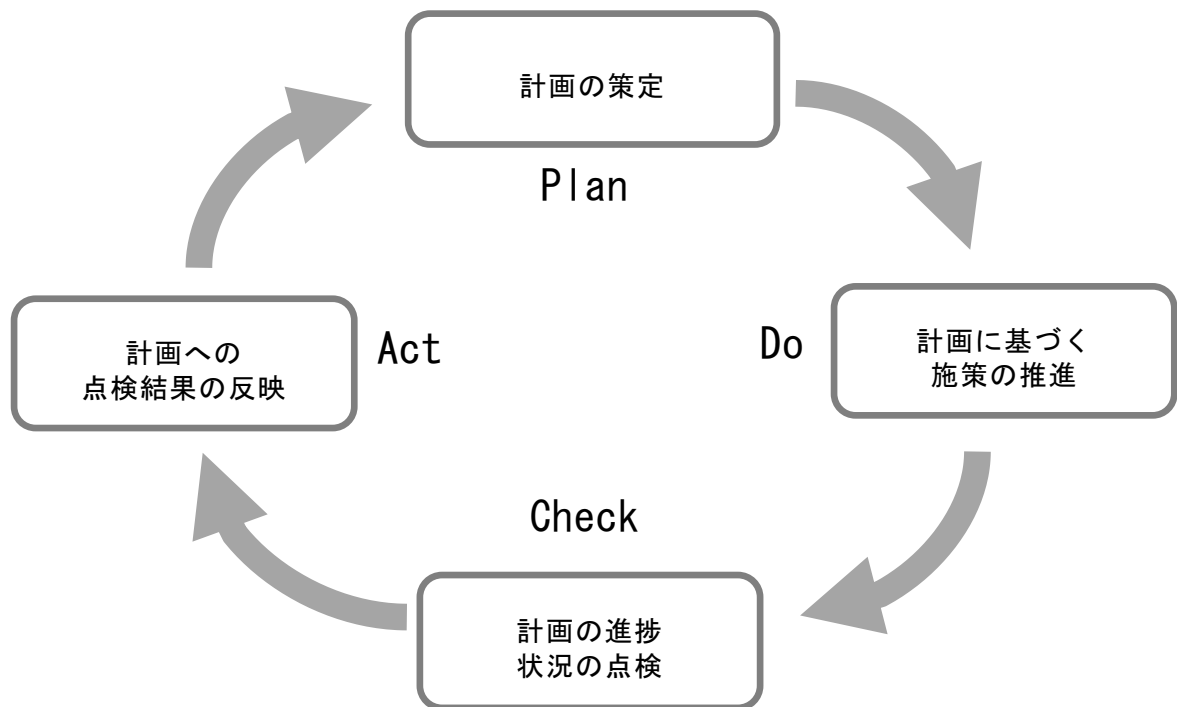 計画の策定
Plan
計画への
点検結果の反映
Act
Do
計画に基づく
施策の推進
Check
計画の進捗
状況の点検